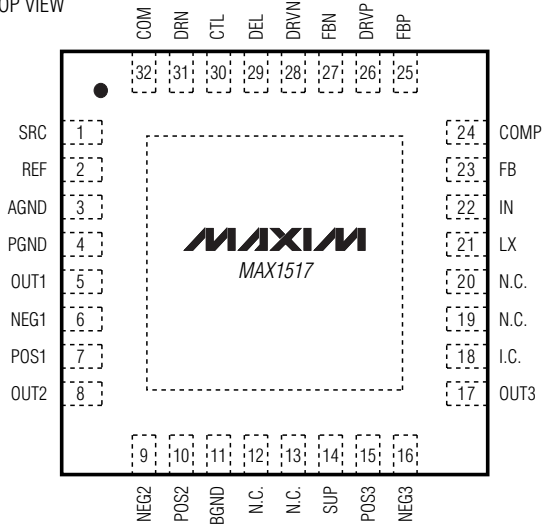 OP VIEW
COM DRN CTL DEL DRVN FBN DRVP FBP
32 31 30 29 28 27 26 25
SRC 1 24 COMP
REF 2 23 FB
AGND 3 22 IN
PGND 4 21 LX
OUT1 5 20 N.C.
NEG1 6 19 N.C.
POS1 7 18 I.C.
OUT2 8 17 OUT3
MAXIM
MAX1517
9 10 11 12 13 14 15 16
NEG2 POS2 BGND N.C. N.C. SUP POS3 NEG3